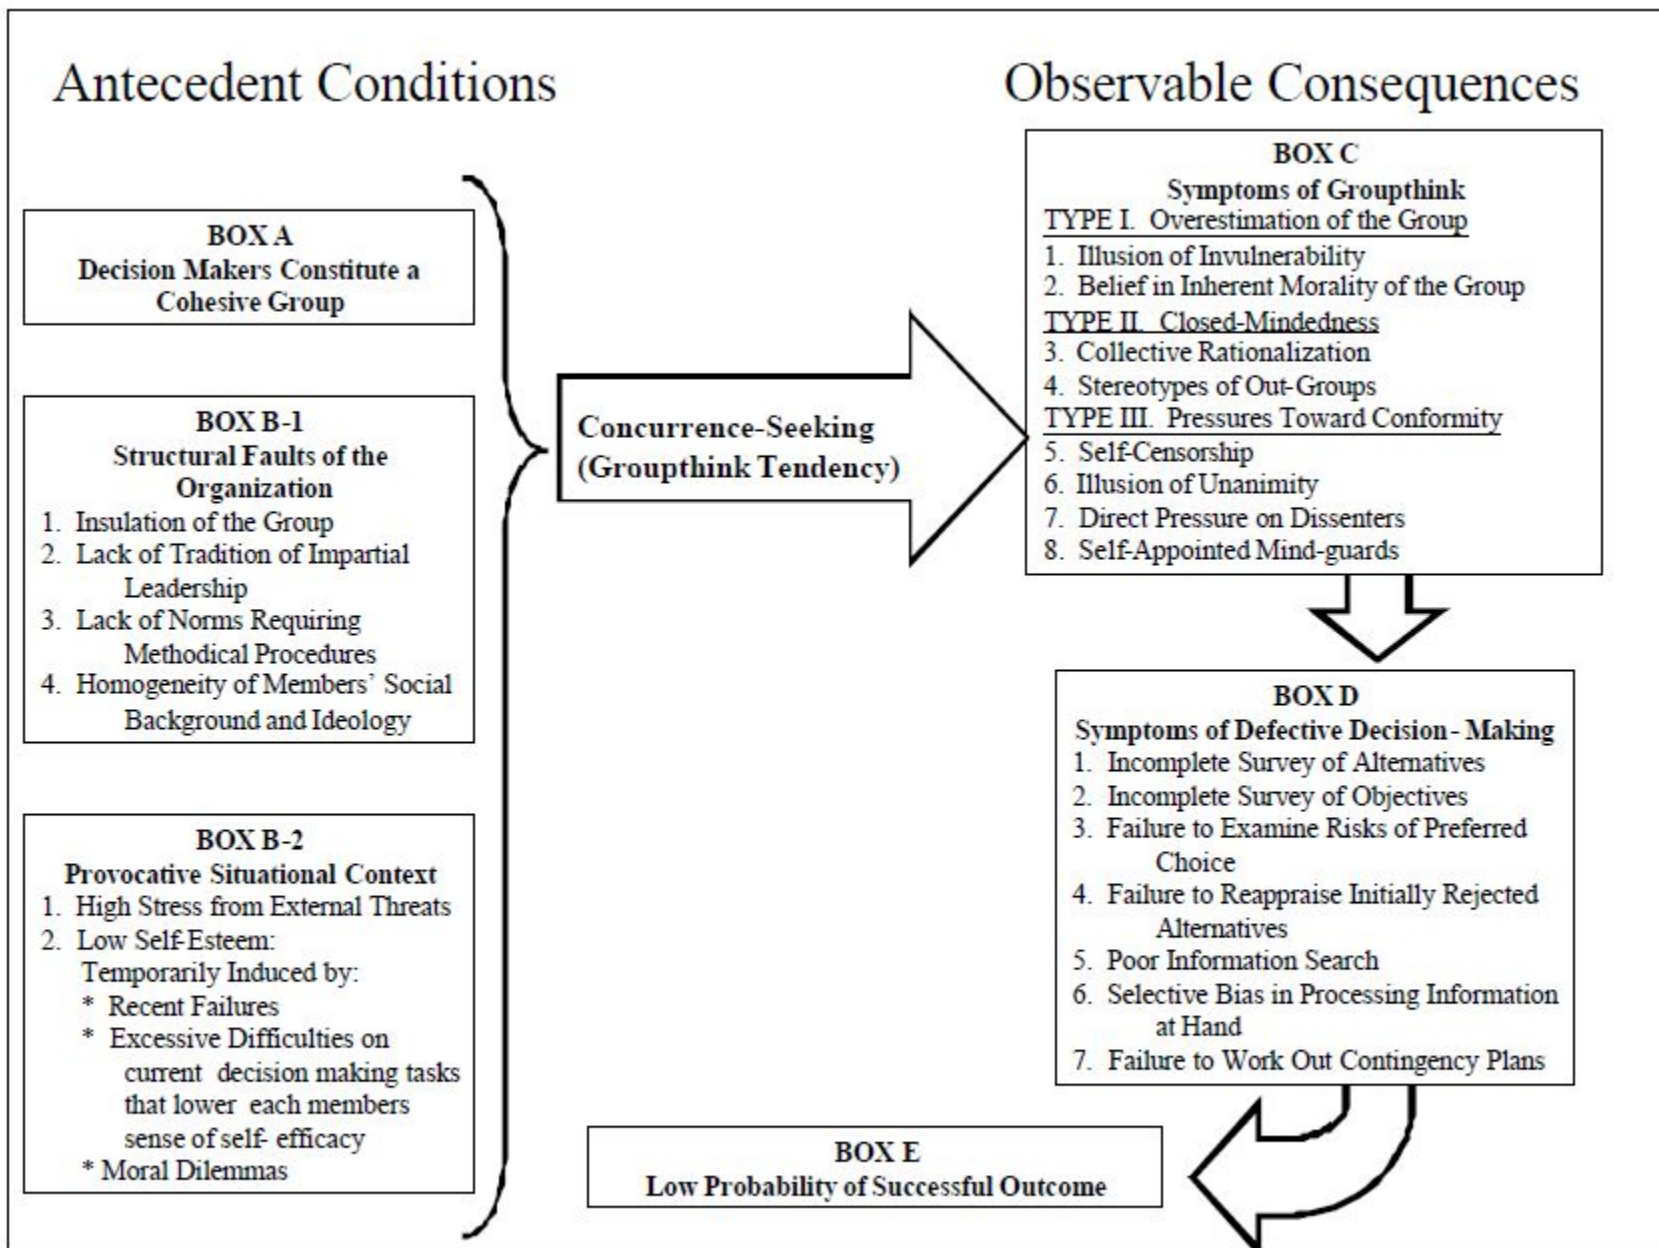 Antecedent Conditions
Observable Consequences
BOX A
Decision Makers Constitute a
Cohesive Group
BOX B-1
Structural Faults of the
Organization
1. Insulation of the Group
2. Lack of Tradition of Impartial
Leadership
3. Lack of Norms Requiring
Methodical Procedures
4. Homogeneity of Members’ Social
Background and Ideology
BOX B-2
Provocative Situational Context
1. High Stress from External Threats
2. Low Self-Esteem:
Temporarily Induced by:
* Recent Failures
* Excessive Difficulties on
current decision making tasks
that lower each members
sense of self- efficacy
* Moral Dilemmas
Concurrence-Seeking
(Groupthink Tendency)
BOX C
Symptoms of Groupthink
TYPE I. Overestimation of the Group
1. Illusion of Invulnerability
2. Belief in Inherent Morality of the Group
TYPE II. Closed-Mindedness
3. Collective Rationalization
4. Stereotypes of Out-Groups
TYPE III. Pressures Toward Conformity
5. Self-Censorship
6. Illusion of Unanimity
7. Direct Pressure on Dissenters
8. Self-Appointed Mind-guards
BOX D
Symptoms of Defective Decision- Making
1. Incomplete Survey of Alternatives
2. Incomplete Survey of Objectives
3. Failure to Examine Risks of Preferred
Choice
4. Failure to Reappraise Initially Rejected
Alternatives
5. Poor Information Search
6. Selective Bias in Processing Information
at Hand
7. Failure to Work Out Contingency Plans
BOX E
Low Probability of Successful Outcome